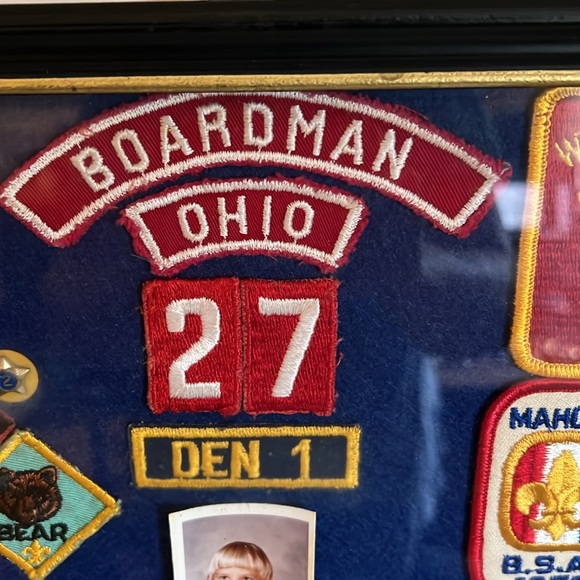 BOARDMAN
OHIO
27
DEN 1
BEAR
B.S.A